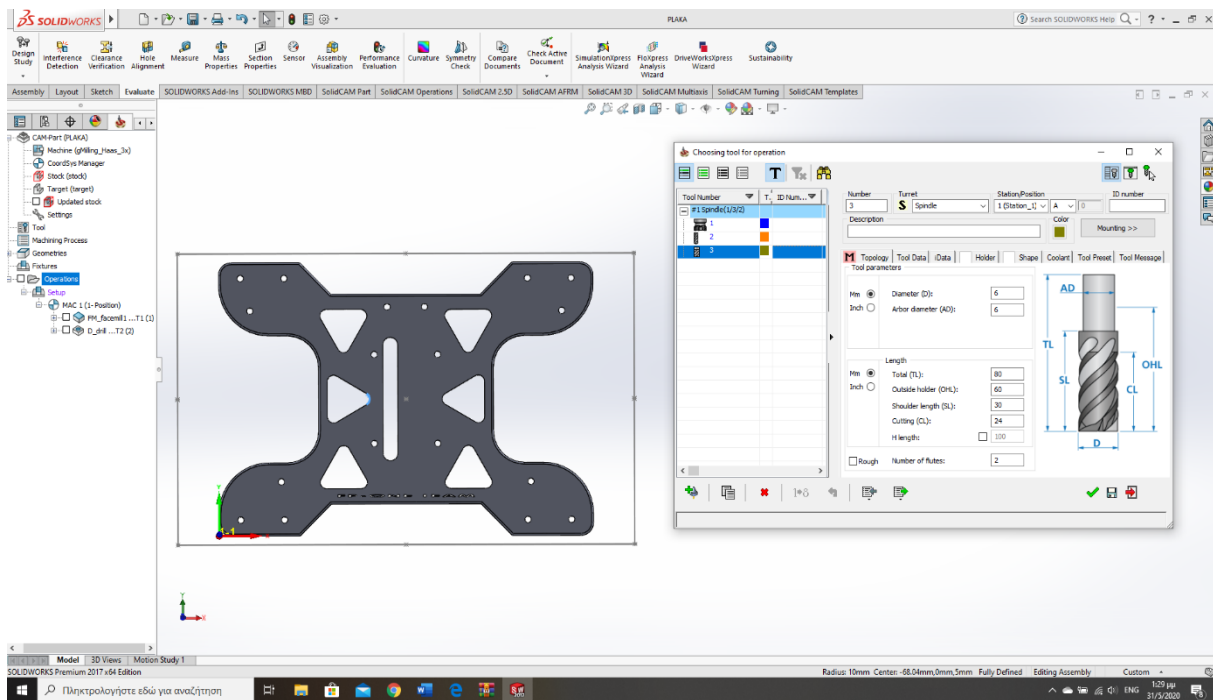 SOLIDWORKS
PLAKA
Search SOLIDWORKS Help
Design Study
Interference Detection
Clearance Verification
Hole Alignment
Measure
Mass Properties
Section Properties
Sensor
Assembly Visualization
Performance Evaluation
Curvature
Symmetry Check
Compare Documents
Check Active Document
SimulationXpress Analysis Wizard
FloXpress Analysis Wizard
DriveWorksXpress Wizard
Sustainability
Assembly Layout Sketch Evaluate SOLIDWORKS Add-Ins SOLIDWORKS MBD SolidCAM Part SolidCAM Operations SolidCAM 2.5D SolidCAM AFRM SolidCAM 3D SolidCAM Multiaxis SolidCAM Turning SolidCAM Templates
CAM-Part (PLAKA)
Machine (gMilling_Haas_3x)
CoordSys Manager
Stock (stock)
Target (target)
Updated stock
Settings
Tool
Machining Process
Geometries
Fixtures
Operations
Setup
MAC 1 (1- Position)
FM_facemill1 ...T1 (1)
D_drill ...T2 (2)
Choosing tool for operation
Tool Number T. ID Num...
#1 Spindle(1/3/2)
1
2
3
Number Turret Station/Position ID number
3 S Spindle 1 (Station_1) A 0
Description Color
Mounting >>
M Topology Tool Data iData Holder Shape Coolant Tool Preset Tool Message
Tool parameters
Mm Diameter (D): 6
Inch Arbor diameter (AD): 6
Length
Mm Total (TL): 80
Inch Outside holder (OHL): 60
Shoulder length (SL): 30
Cutting (CL): 24
H length: 100
Rough Number of flutes: 2
AD
TL
OHL
SL
CL
D
Y
X
Model 3D Views Motion Study 1
SOLIDWORKS Premium 2017 x64 Edition
Radius: 10mm Center: -68.04mm,0mm,5mm Fully Defined Editing Assembly Custom
Πληκτρολογήστε εδώ για αναζήτηση
ENG
1:29 μμ
31/5/2020